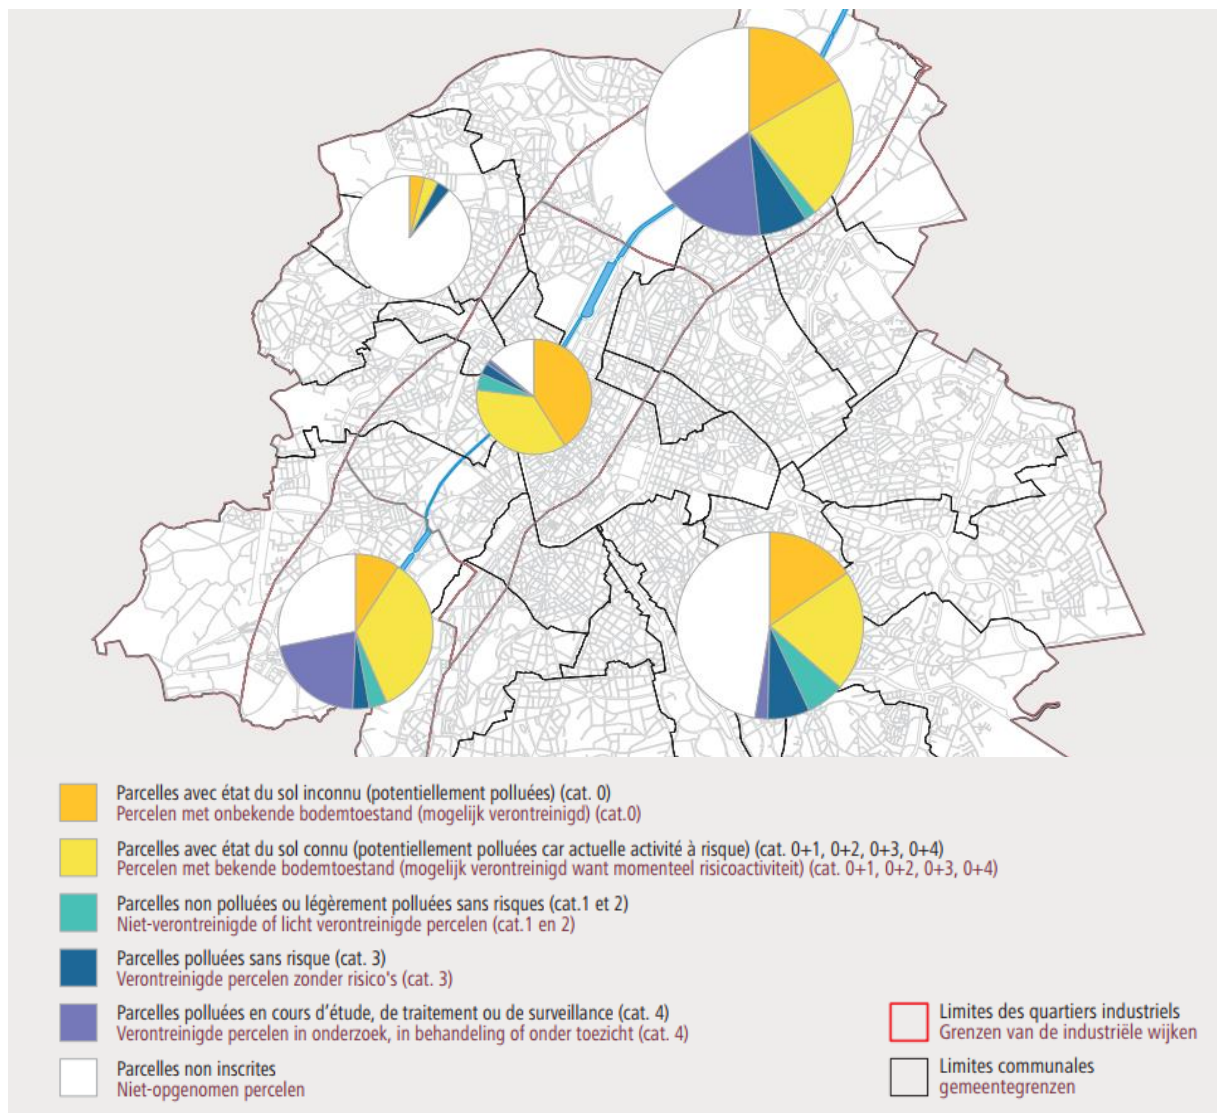 Parcelles avec état du sol inconnu (potentiellement polluées) (cat. 0)
Percelen met onbekende bodemtoestand (mogelijk verontreinigd) (cat.0)
Parcelles avec état du sol connu (potentiellement polluées car actuelle activité à risque) (cat. 0+1, 0+2, 0+3, 0+4)
Percelen met bekende bodemtoestand (mogelijk verontreinigd want momenteel risicoactiviteit) (cat. 0+1, 0+2, 0+3, 0+4)
Parcelles non polluées ou légèrement polluées sans risques (cat.1 et 2)
Niet-verontreinigde of licht verontreinigde percelen (cat.1 en 2)
Parcelles polluées sans risque (cat. 3)
Verontreinigde percelen zonder risico's (cat. 3)
Parcelles polluées en cours d'étude, de traitement ou de surveillance (cat. 4)
Verontreinigde percelen in onderzoek, in behandeling of onder toezicht (cat. 4)
Parcelles non inscrites
Niet-opgenomen percelen
Limites des quartiers industriels
Grenzen van de industriële wijken
Limites communales
gemeentegrenzen